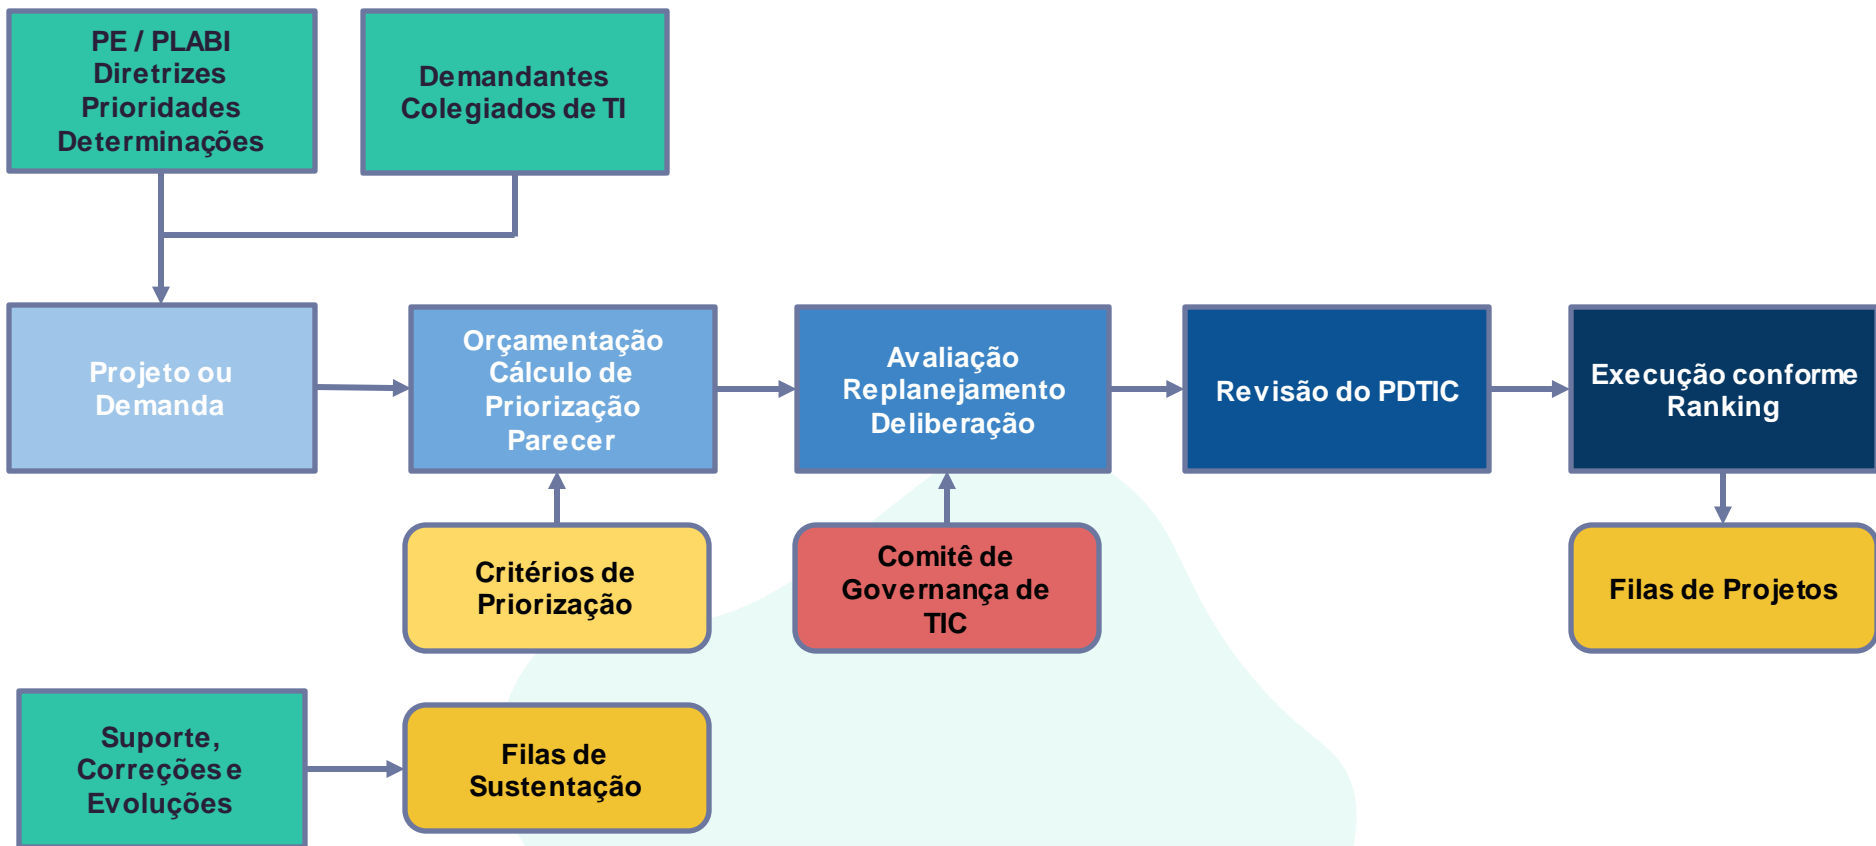 PE / PLABI
Diretrizes
Prioridades
Determinações
Demandantes
Colegiados de TI
Projeto ou
Demanda
Orçamentação
Cálculo de
Priorização
Parecer
Avaliação
Replanejamento
Deliberação
Revisão do PDTIC
Execução conforme
Ranking
Critérios de
Priorização
Comitê de
Governança de
TIC
Filas de Projetos
Suporte,
Correções e
Evoluções
Filas de
Sustentação